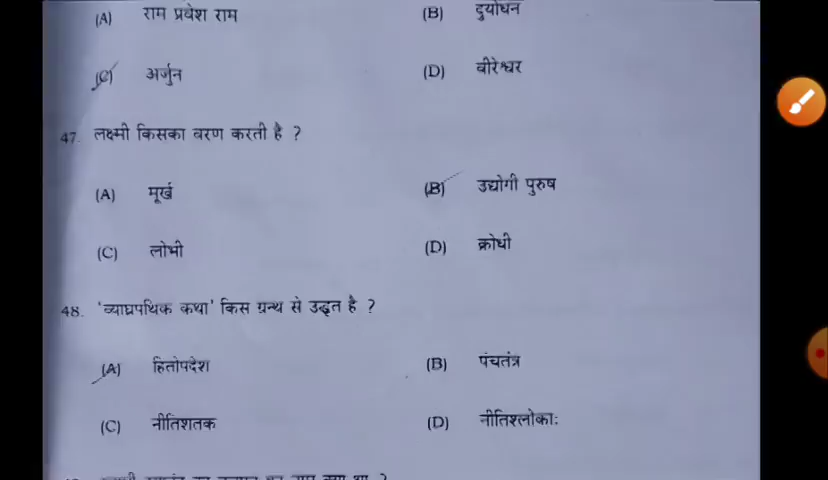 (A) राम प्रवेश राम (B) दुर्योधन
(C) अर्जुन (D) वीरेश्वर
47. लक्ष्मी किसका वरण करती है ?
(A) मूर्ख (B) उद्योगी पुरुष
(C) लोभी (D) क्रोधी
48. 'व्याघ्रपथिक कथा' किस ग्रन्थ से उद्धृत है ?
(A) हितोपदेश (B) पंचतंत्र
(C) नीतिशतक (D) नीतिश्लोकाः